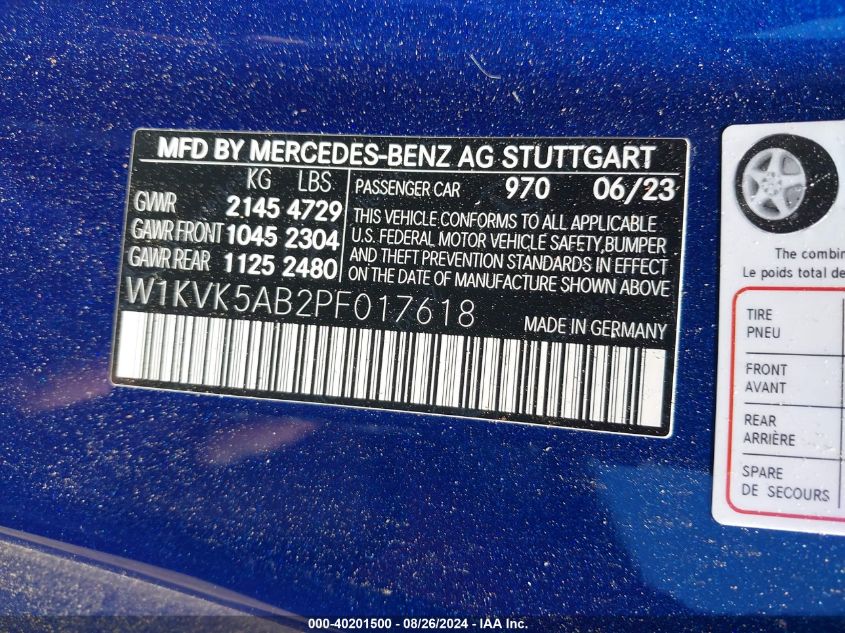 MFD BY MERCEDES-BENZ AG STUTTGART
KG LBS
GVWR 2145 4729
GAWR FRONT 1045 2304
GAWR REAR 1125 2480
PASSENGER CAR 970 06/23
THIS VEHICLE CONFORMS TO ALL APPLICABLE
U.S. FEDERAL MOTOR VEHICLE SAFETY,BUMPER
AND THEFT PREVENTION STANDARDS IN EFFECT
ON THE DATE OF MANUFACTURE SHOWN ABOVE
W1KVK5AB2PF017618
MADE IN GERMANY
The combin
Le poids total de
TIRE
PNEU
FRONT
AVANT
REAR
ARRIÈRE
SPARE
DE SECOURS
000-40201500 - 08/26/2024 - IAA Inc.